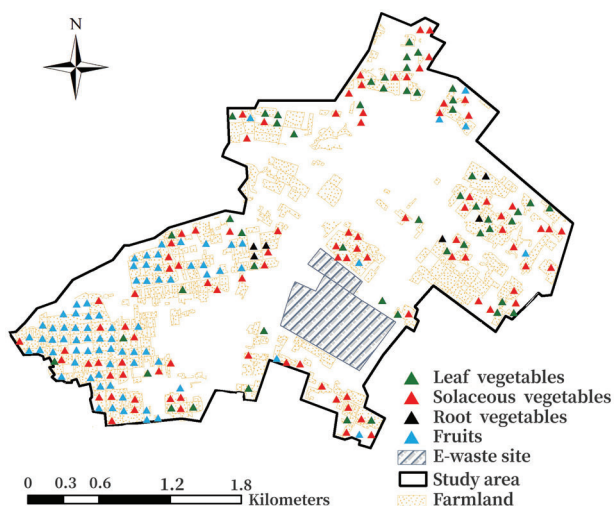 N
Leaf vegetables
Solaceous vegetables
Root vegetables
Fruits
E-waste site
Study area
Farmland
0 0.3 0.6 1.2 1.8
Kilometers